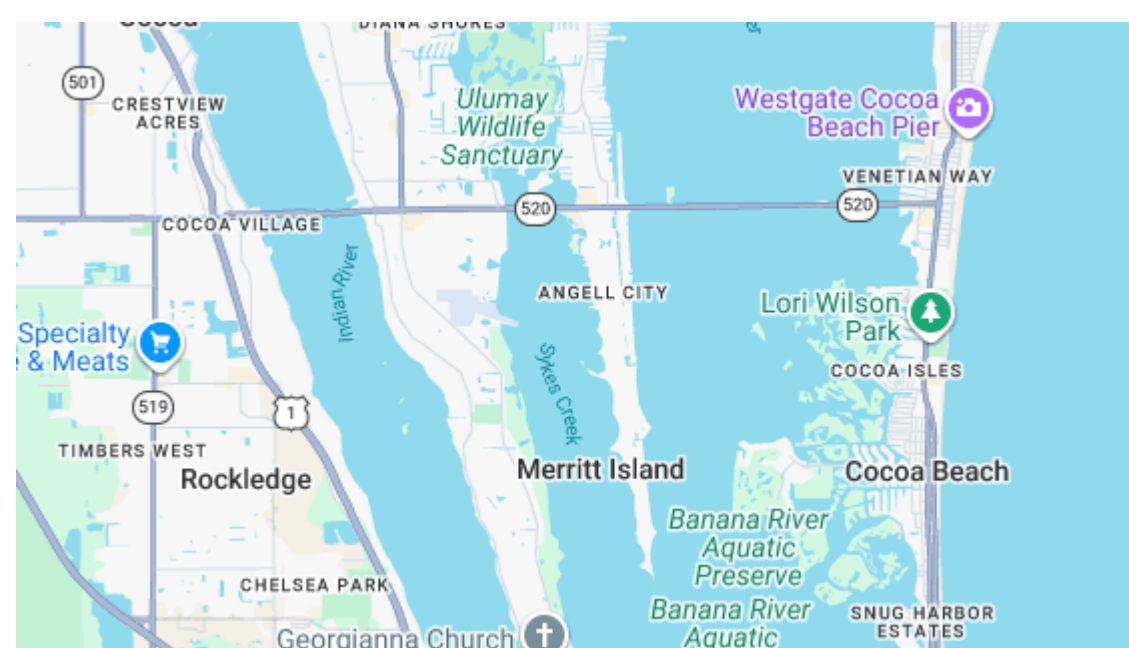 Cocoa
DIANA SHORES
501
CRESTVIEW
ACRES
Ulumay
Wildlife
Sanctuary
Westgate Cocoa
Beach Pier
VENETIAN WAY
520
520
COCOA VILLAGE
Indian River
ANGELL CITY
Lori Wilson
Park
Specialty
& Meats
Sykes Creek
COCOA ISLES
519
1
TIMBERS WEST
Rockledge
Merritt Island
Cocoa Beach
Banana River
Aquatic
Preserve
CHELSEA PARK
Banana River
Aquatic
SNUG HARBOR
ESTATES
Georgianna Church